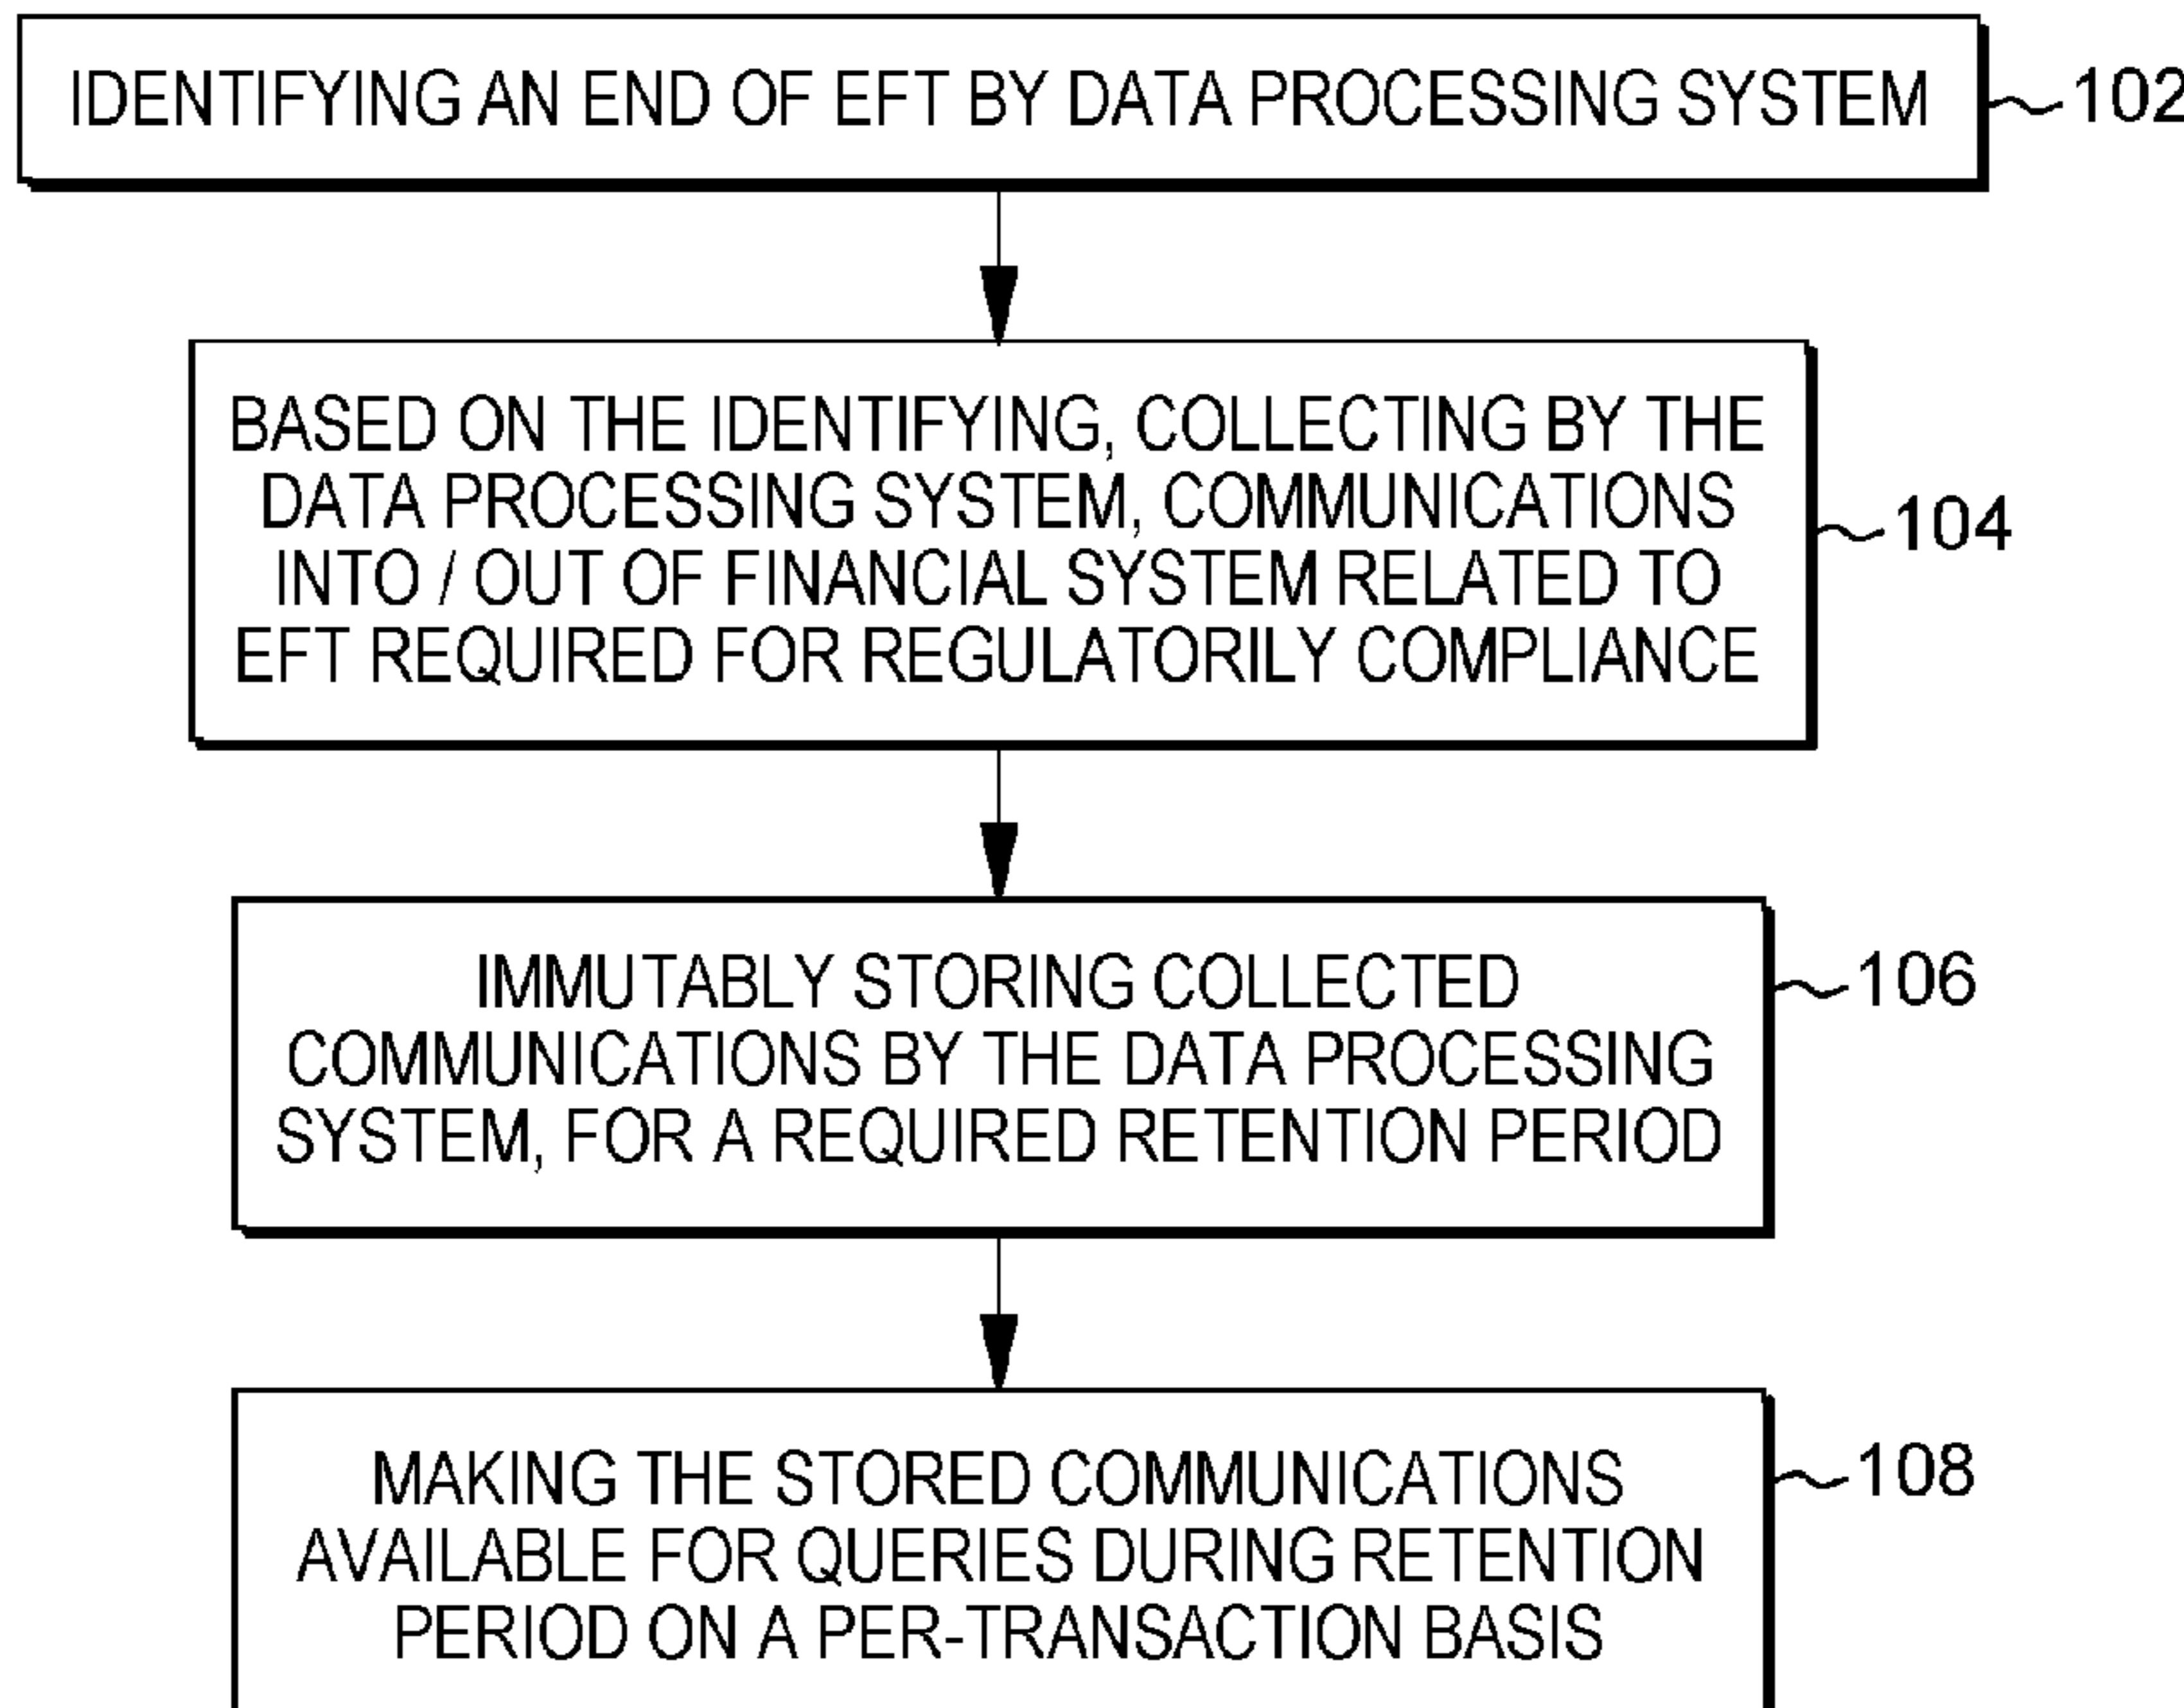 IDENTIFYING AN END OF EFT BY DATA PROCESSING SYSTEM
102
BASED ON THE IDENTIFYING, COLLECTING BY THE
DATA PROCESSING SYSTEM, COMMUNICATIONS
INTO / OUT OF FINANCIAL SYSTEM RELATED TO
EFT REQUIRED FOR REGULATORILY COMPLIANCE
104
IMMUTABLY STORING COLLECTED
COMMUNICATIONS BY THE DATA PROCESSING
SYSTEM, FOR A REQUIRED RETENTION PERIOD
106
MAKING THE STORED COMMUNICATIONS
AVAILABLE FOR QUERIES DURING RETENTION
PERIOD ON A PER-TRANSACTION BASIS
108